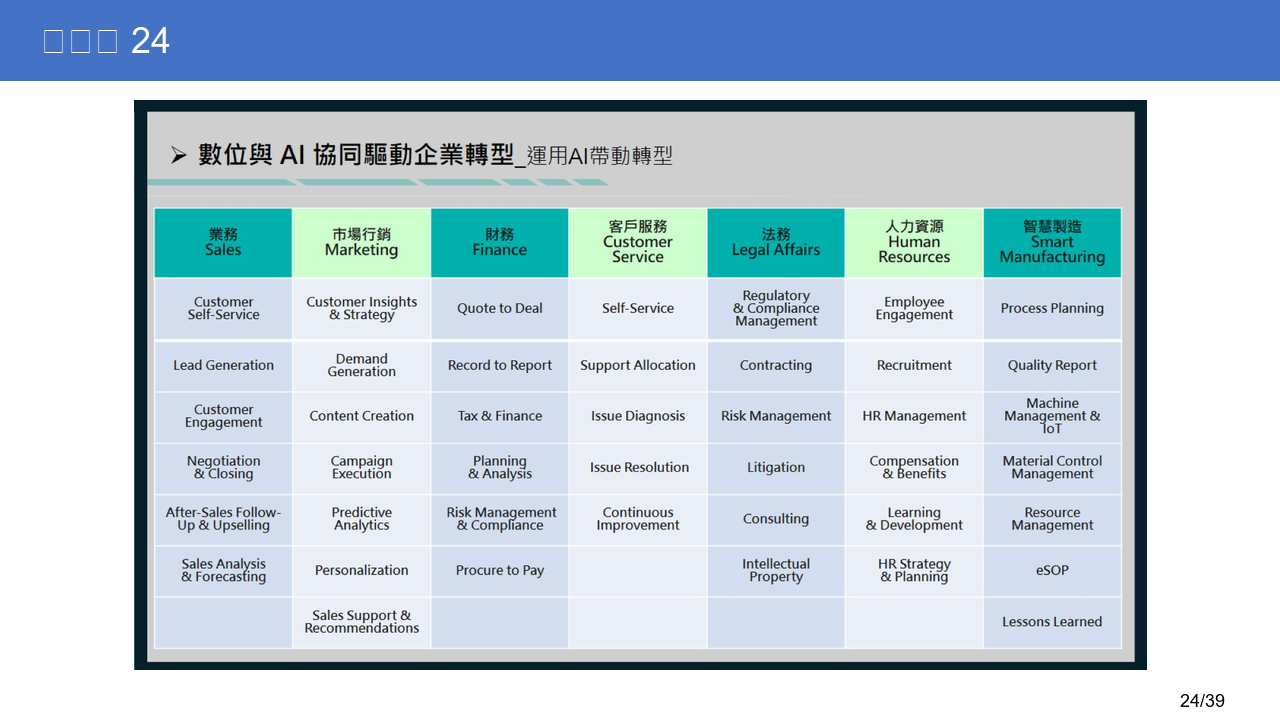 24
數位與 AI 協同驅動企業轉型_運用AI帶動轉型
業務
Sales
市場行銷
Marketing
財務
Finance
客戶服務
Customer
Service
法務
Legal Affairs
人力資源
Human
Resources
智慧製造
Smart
Manufacturing
Customer
Self-Service
Customer Insights
& Strategy
Quote to Deal
Self-Service
Regulatory
& Compliance
Management
Employee
Engagement
Process Planning
Lead Generation
Demand
Generation
Record to Report
Support Allocation
Contracting
Recruitment
Quality Report
Customer
Engagement
Content Creation
Tax & Finance
Issue Diagnosis
Risk Management
HR Management
Machine
Management &
IoT
Negotiation
& Closing
Campaign
Execution
Planning
& Analysis
Issue Resolution
Litigation
Compensation
& Benefits
Material Control
Management
After-Sales Follow-
Up & Upselling
Predictive
Analytics
Risk Management
& Compliance
Continuous
Improvement
Consulting
Learning
& Development
Resource
Management
Sales Analysis
& Forecasting
Personalization
Procure to Pay
Intellectual
Property
HR Strategy
& Planning
eSOP
Sales Support &
Recommendations
Lessons Learned
24/39